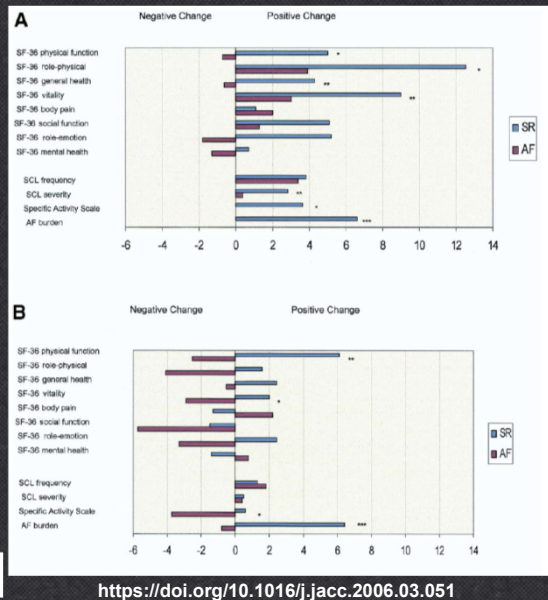 A
Negative Change Positive Change
SF-36 physical function *
SF-36 role-physical *
SF-36 general health **
SF-36 vitality **
SF-36 body pain
SF-36 social function
SF-36 role-emotion
SF-36 mental health
SCL frequency
SCL severity **
Specific Activity Scale *
AF burden ***
SR
AF
-6 -4 -2 0 2 4 6 8 10 12 14
B
Negative Change Positive Change
SF-36 physical function **
SF-36 role-physical
SF-36 general health
SF-36 vitality *
SF-36 body pain
SF-36 social function
SF-36 role-emotion
SF-36 mental health
SCL frequency
SCL severity
Specific Activity Scale *
AF burden ***
SR
AF
-6 -4 -2 0 2 4 6 8 10 12 14
https://doi.org/10.1016/j.jacc.2006.03.051